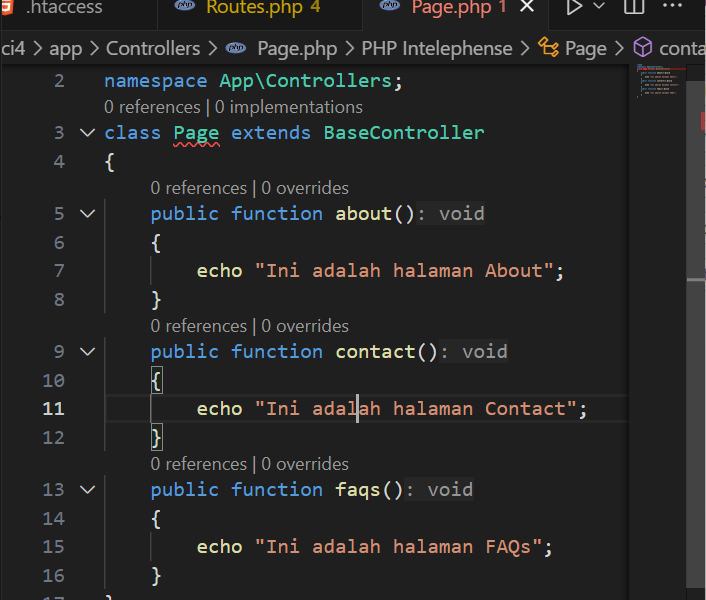 .htaccess Routes.php 4 Page.php 1
ci4 > app > Controllers > Page.php > PHP Intelephense > Page >
2 namespace App\Controllers;
0 references | 0 implementations
3 class Page extends BaseController
4 {
0 references | 0 overrides
5 public function about(): void
6 {
7 echo "Ini adalah halaman About";
8 }
0 references | 0 overrides
9 public function contact(): void
10 {
11 echo "Ini adalah halaman Contact";
12 }
0 references | 0 overrides
13 public function faqs(): void
14 {
15 echo "Ini adalah halaman FAQs";
16 }